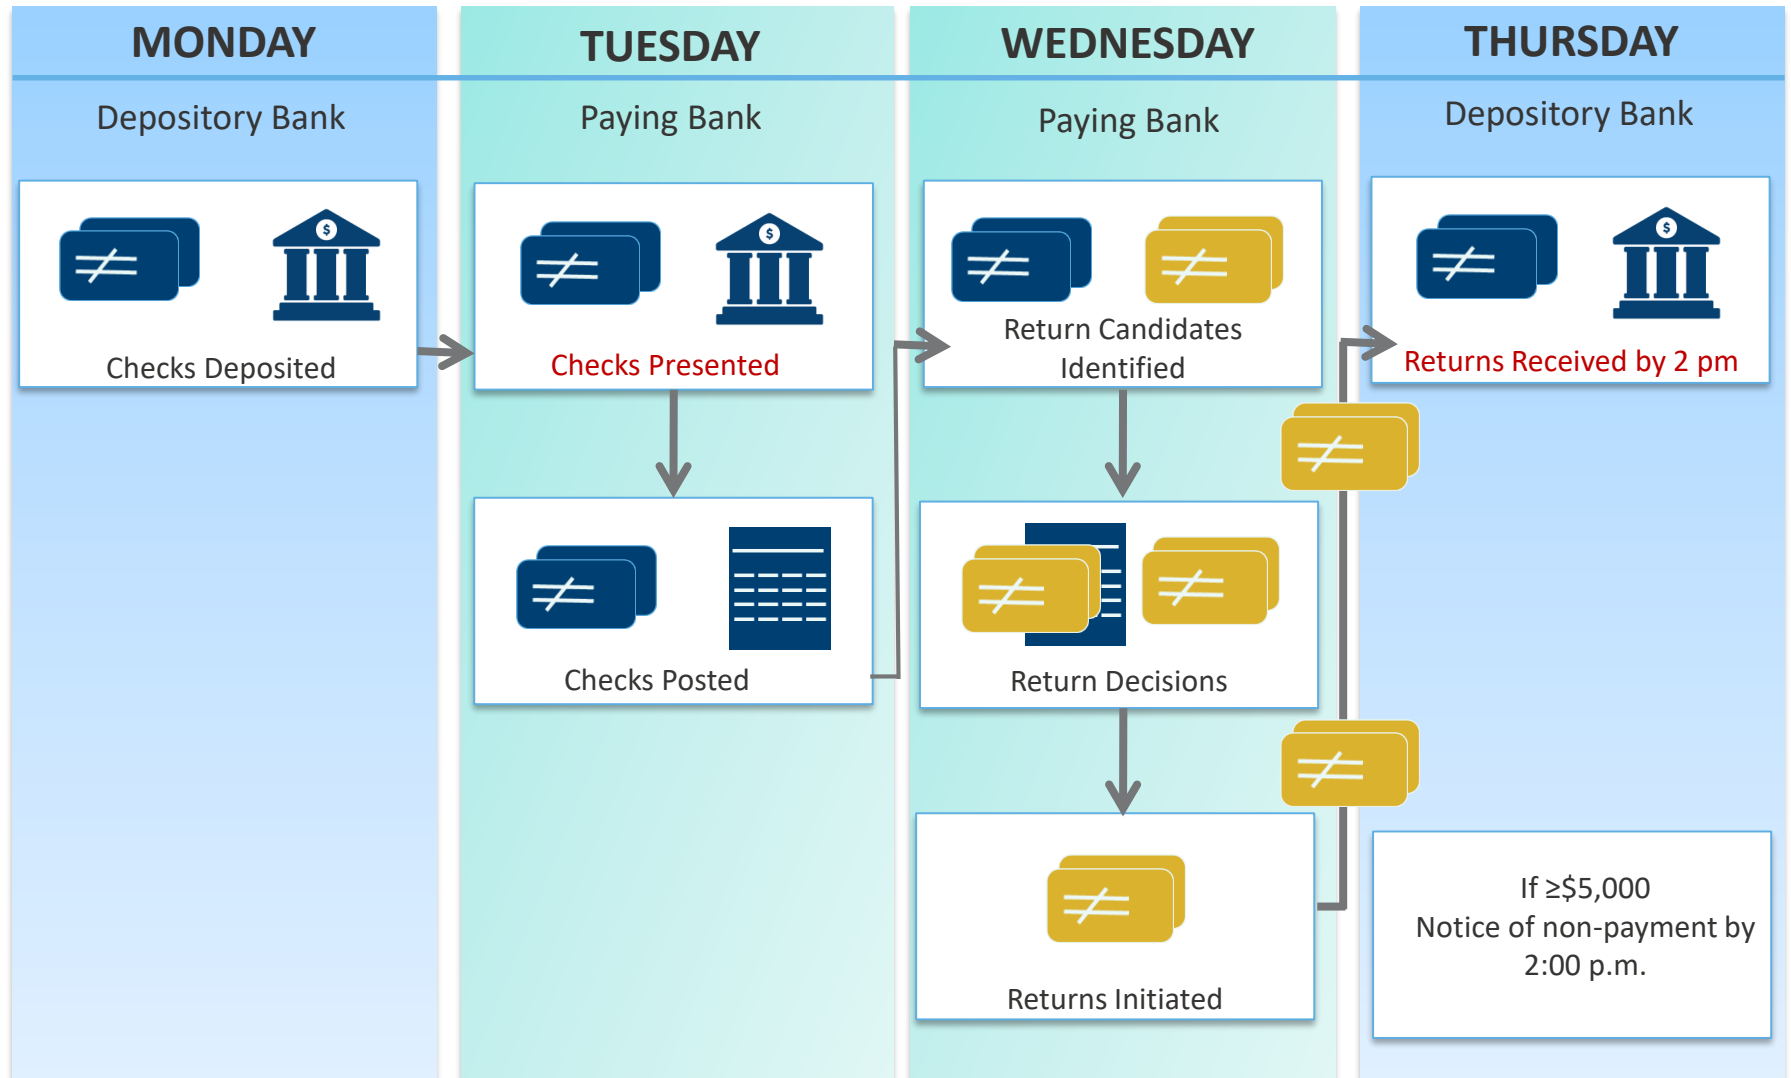 MONDAY
Depository Bank
$
Checks Deposited
TUESDAY
Paying Bank
$
Checks Presented
Checks Posted
WEDNESDAY
Paying Bank
Return Candidates
Identified
Return Decisions
Returns Initiated
THURSDAY
Depository Bank
$
Returns Received by 2 pm
If ≥$5,000
Notice of non-payment by
2:00 p.m.